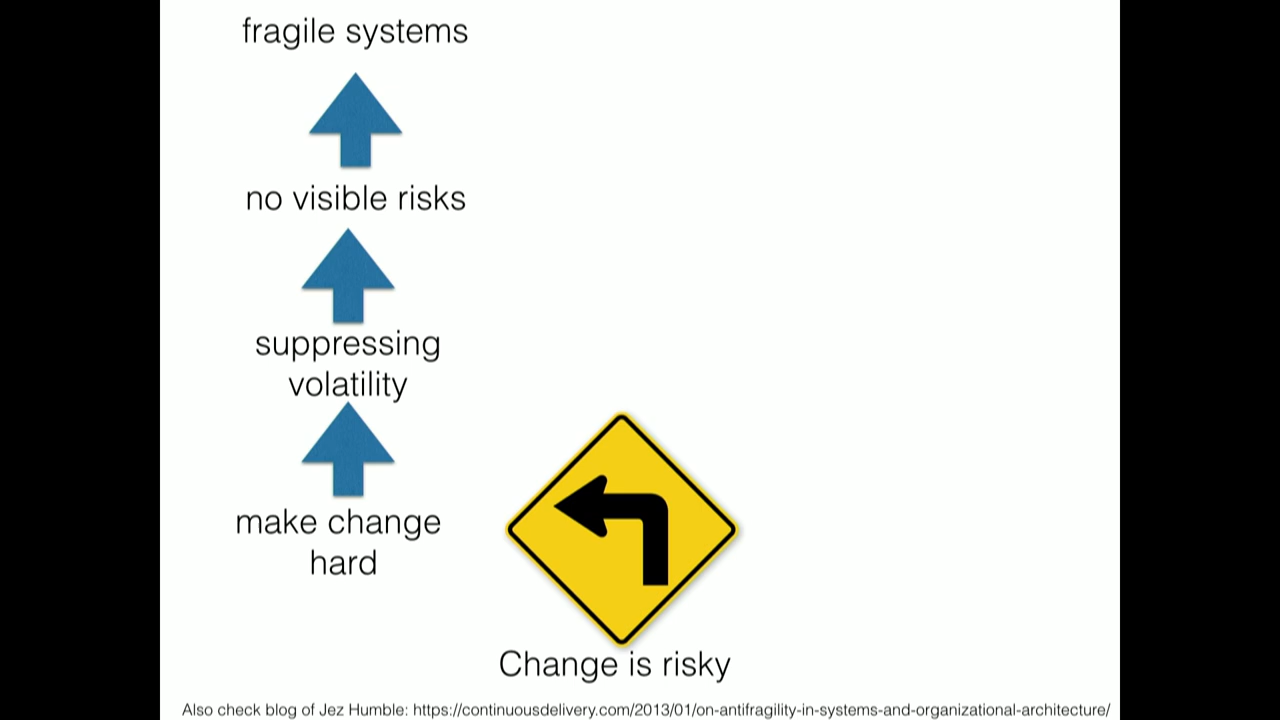 fragile systems
no visible risks
suppressing
volatility
make change
hard
Change is risky
Also check blog of Jez Humble: https://continuousdelivery.com/2013/01/on-antifragility-in-systems-and-organizational-architecture/